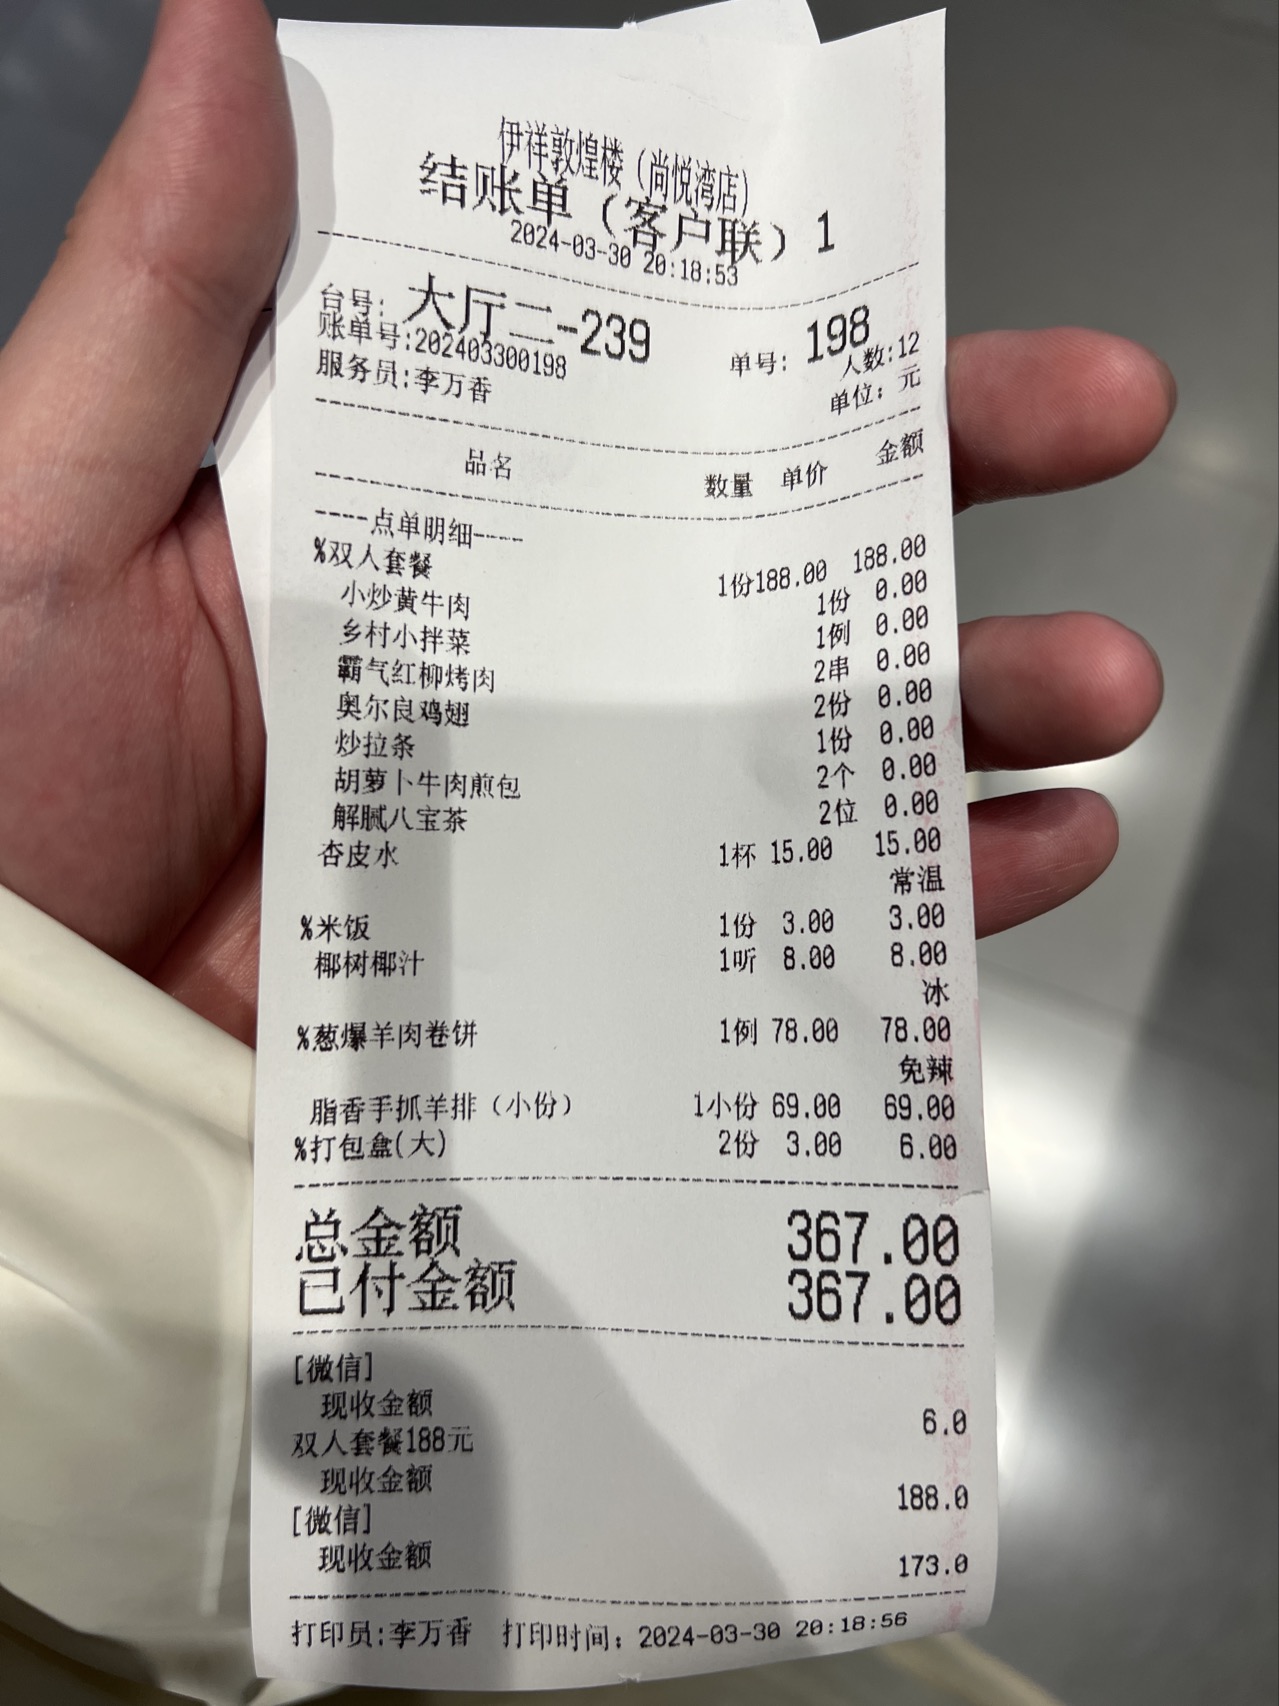 伊祥敦煌楼（尚悦湾店）
结账单（客户联）1
2024-03-30 20:18:53
台号：大厅二-239 单号：198
账单号:202403300198 人数:12
服务员:李万香 单位：元
品名 数量 单价 金额
----点单明细----
%双人套餐 1份188.00 188.00
小炒黄牛肉 1份 0.00
乡村小拌菜 1例 0.00
霸气红柳烤肉 2串 0.00
奥尔良鸡翅 2份 0.00
炒拉条 1份 0.00
胡萝卜牛肉煎包 2个 0.00
解腻八宝茶 2位 0.00
杏皮水 1杯 15.00 15.00
常温
%米饭 1份 3.00 3.00
椰树椰汁 1听 8.00 8.00
冰
%葱爆羊肉卷饼 1例 78.00 78.00
免辣
脂香手抓羊排（小份） 1小份 69.00 69.00
%打包盒(大) 2份 3.00 6.00
总金额 367.00
已付金额 367.00
[微信]
现收金额 6.0
双人套餐188元
现收金额 188.0
[微信]
现收金额 173.0
打印员:李万香 打印时间：2024-03-30 20:18:56